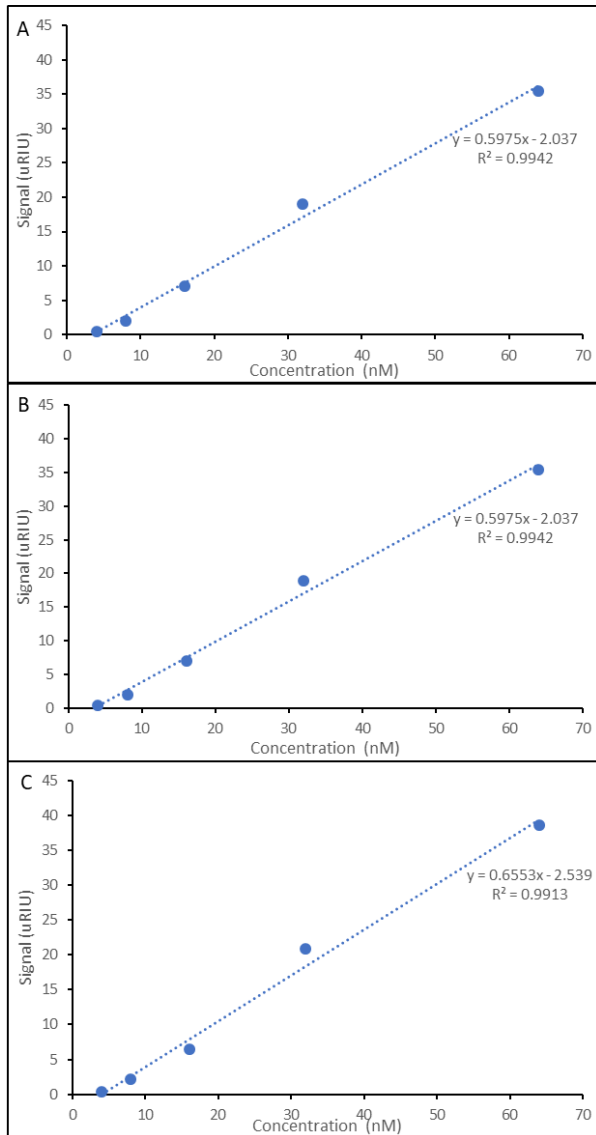 A
45
40
35
30
25
20
15
10
5
0
Signal (uRIU)
y = 0.5975x - 2.037
R² = 0.9942
0 10 20 30 40 50 60 70
Concentration (nM)
B
45
40
35
30
25
20
15
10
5
0
Signal (uRIU)
y = 0.5975x - 2.037
R² = 0.9942
0 10 20 30 40 50 60 70
Concentration (nM)
C
45
40
35
30
25
20
15
10
5
0
Signal (uRIU)
y = 0.6553x - 2.539
R² = 0.9913
0 10 20 30 40 50 60 70
Concentration (nM)